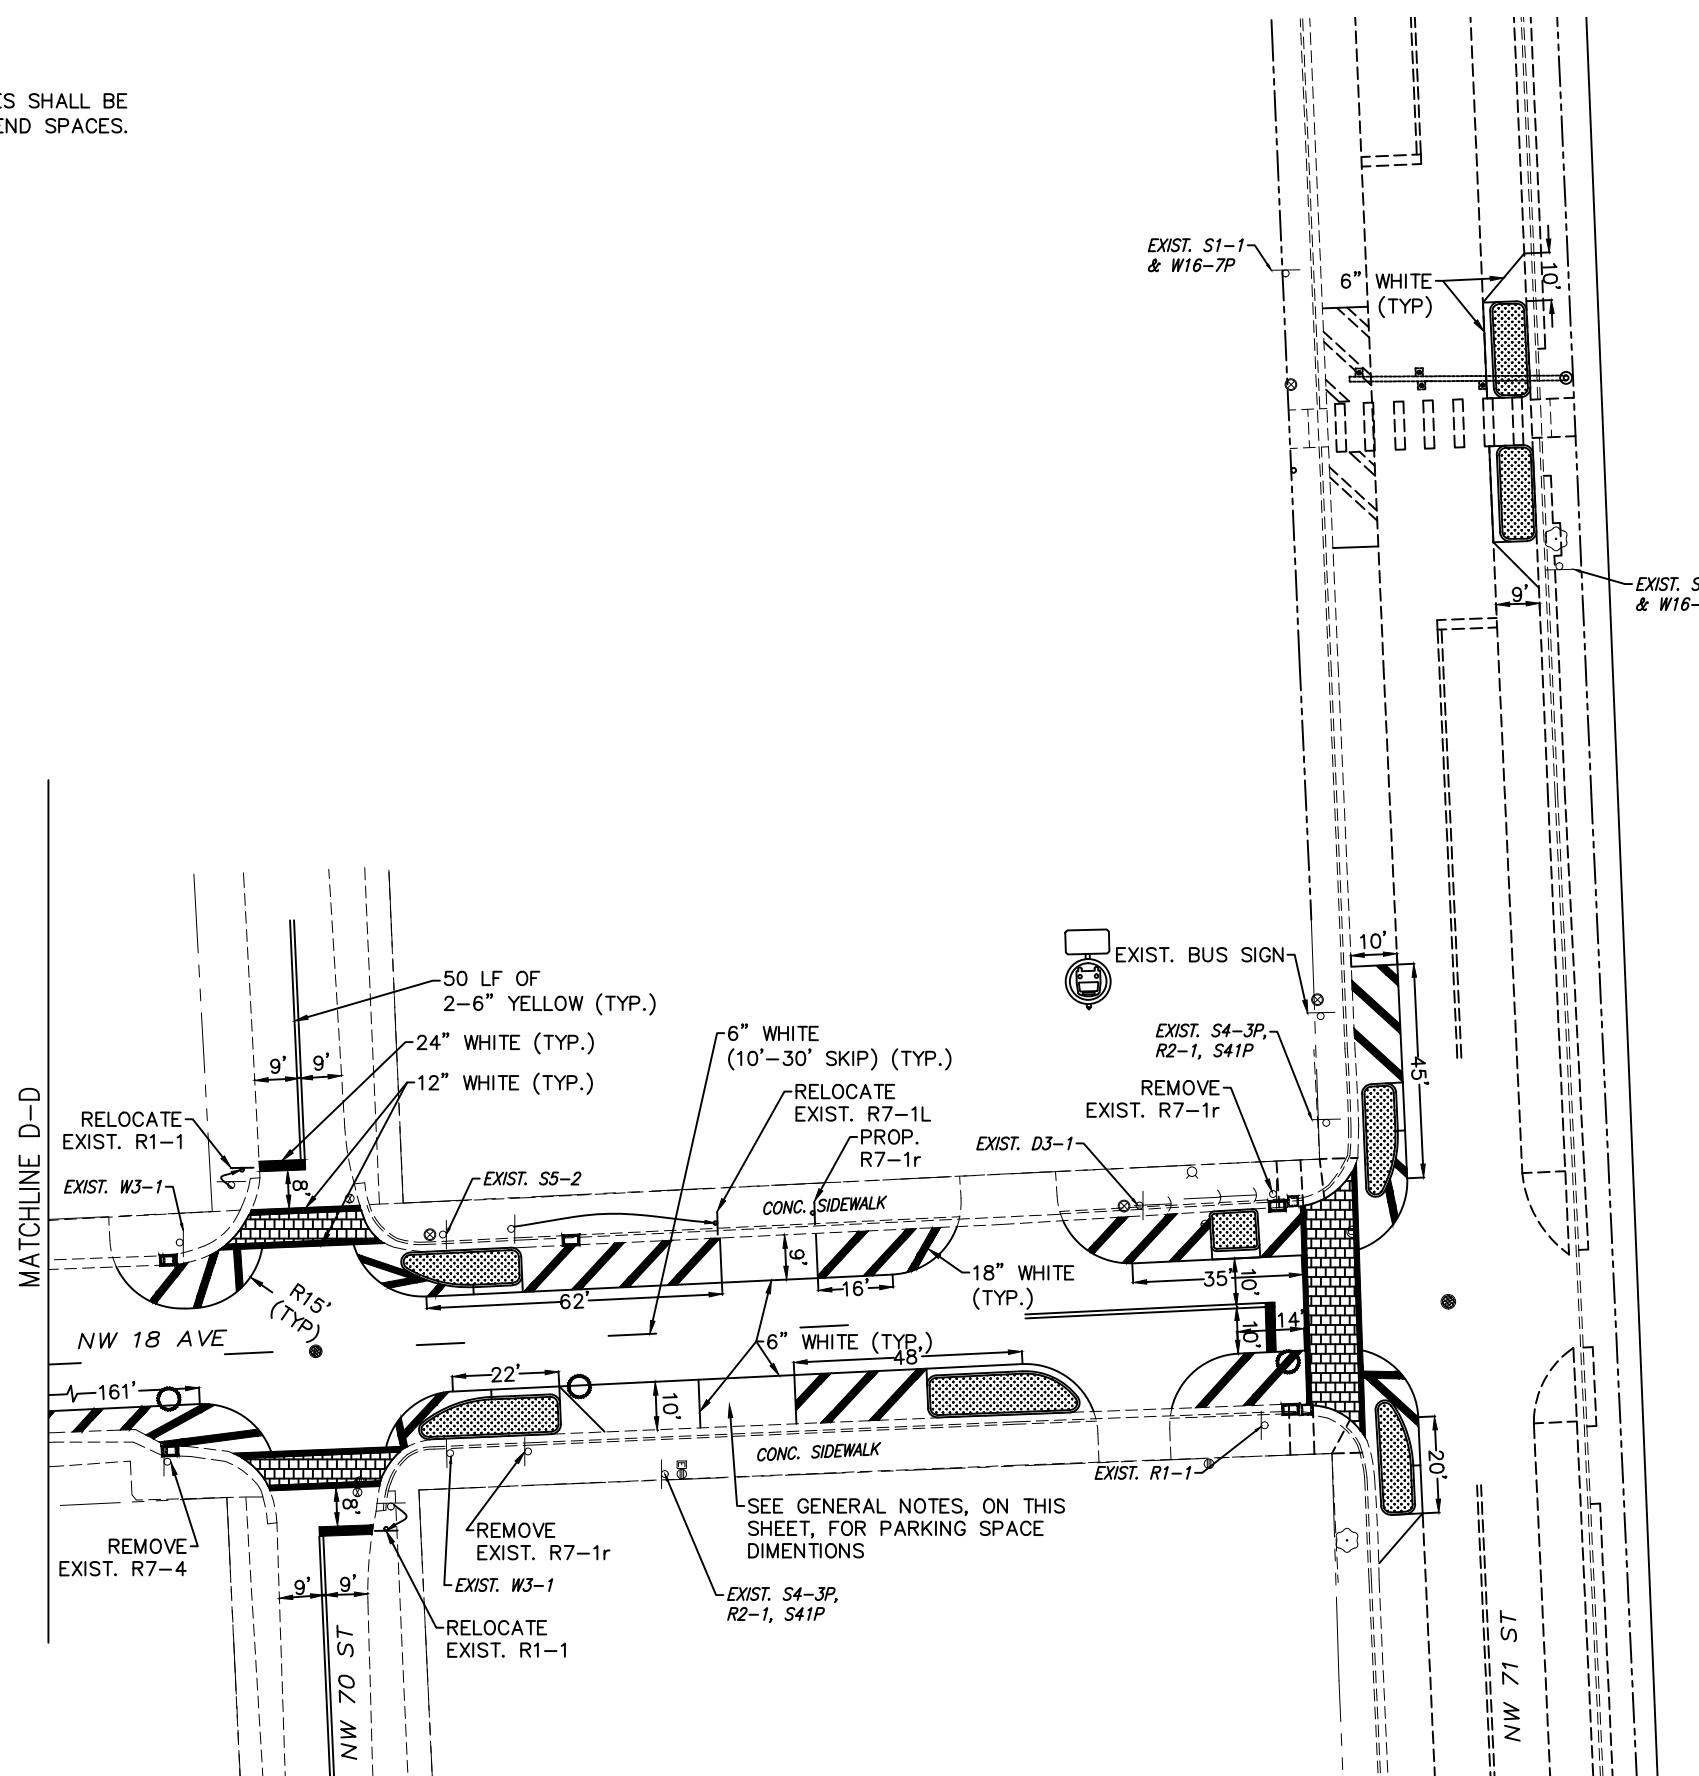 ES SHALL BE
END SPACES.
EXIST. S1-1
& W16-7P
6" WHITE
(TYP)
10'
EXIST. S
& W16-
9'
MATCHLINE D-D
50 LF OF
2-6" YELLOW (TYP.)
24" WHITE (TYP.)
12" WHITE (TYP.)
9'
9'
RELOCATE
EXIST. R1-1
EXIST. W3-1
8'
EXIST. S5-2
6" WHITE
(10'-30' SKIP) (TYP.)
RELOCATE
EXIST. R7-1L
PROP.
R7-1r
EXIST. BUS SIGN
10'
EXIST. S4-3P,
R2-1, S41P
REMOVE
EXIST. R7-1r
EXIST. D3-1
45'
CONC. SIDEWALK
9'
16'
18" WHITE
(TYP.)
35'
10'
10'
14'
R15'
(TYP)
62'
NW 18 AVE
6" WHITE (TYP.)
48'
161'
22'
10'
CONC. SIDEWALK
EXIST. R1-1
20'
8'
REMOVE
EXIST. R7-4
9'
9'
REMOVE
EXIST. R7-1r
EXIST. W3-1
RELOCATE
EXIST. R1-1
SEE GENERAL NOTES, ON THIS
SHEET, FOR PARKING SPACE
DIMENTIONS
EXIST. S4-3P,
R2-1, S41P
NW 70 ST
NW 71 ST